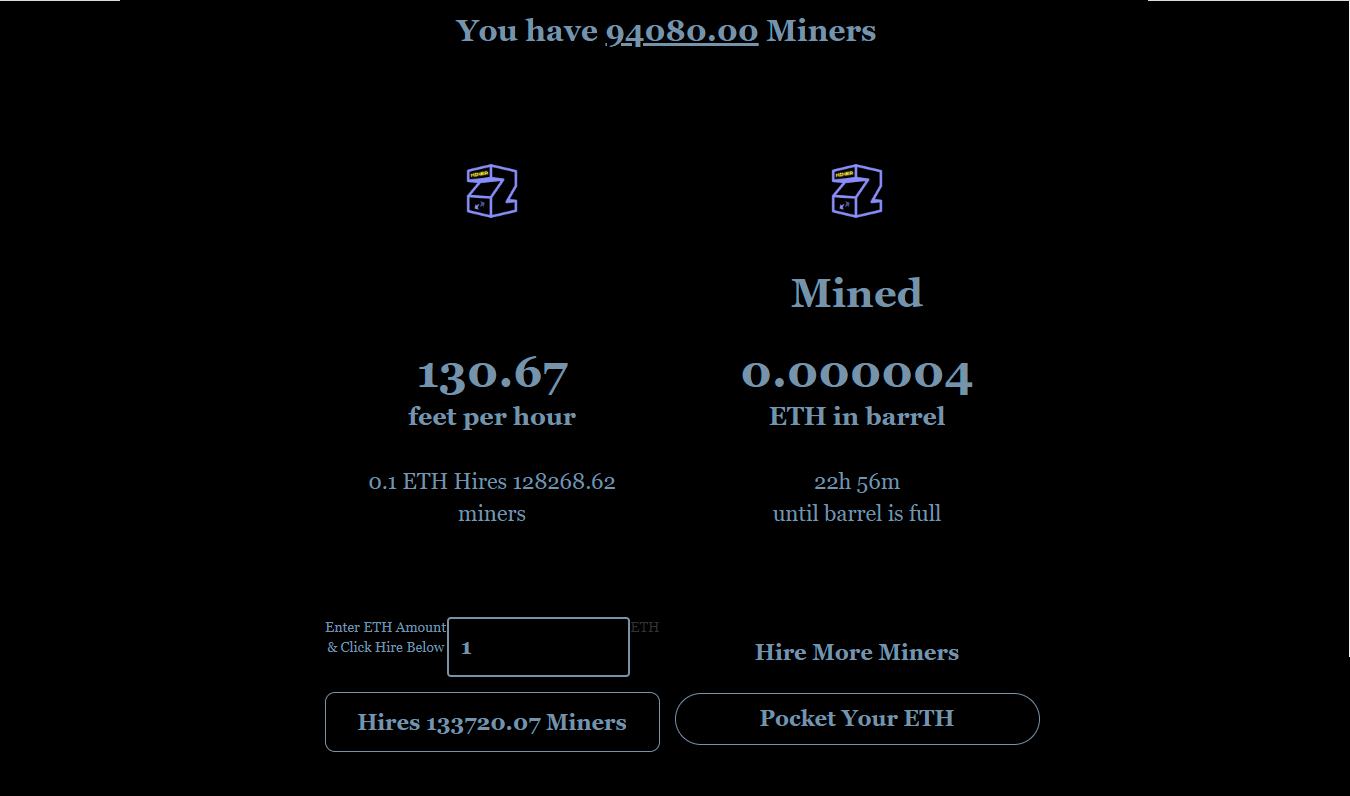 You have 94080.00 Miners
MINER
MINER
Mined
130.67
feet per hour
0.1 ETH Hires 128268.62
miners
0.000004
ETH in barrel
22h 56m
until barrel is full
Enter ETH Amount
& Click Hire Below
1
ETH
Hires 133720.07 Miners
Hire More Miners
Pocket Your ETH